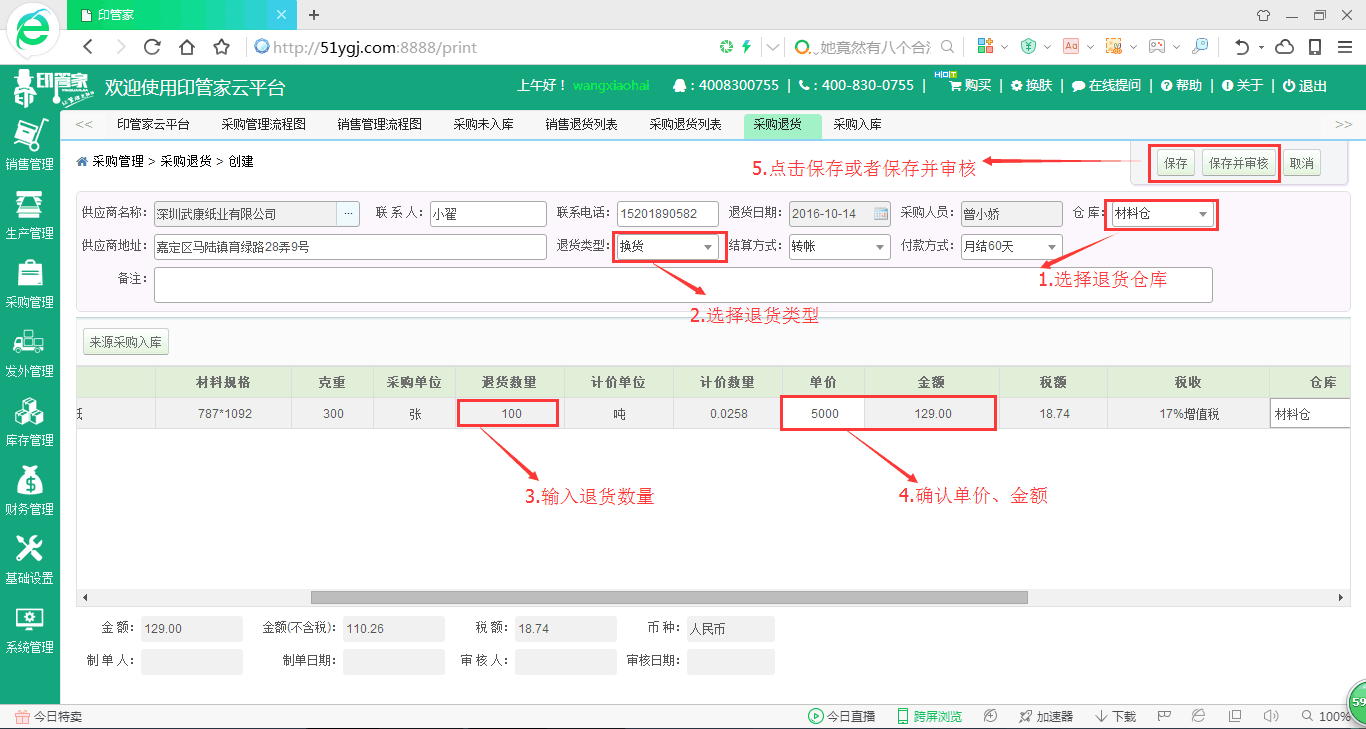 印管家
http://51ygj.com:8888/print
她竟然有八个合法
印管家
欢迎使用印管家云平台
上午好！ wangxiaohai
: 4008300755
: 400-830-0755
HOT
购买
换肤
在线提问
帮助
关于
退出
<< 印管家云平台 采购管理流程图 销售管理流程图 采购未入库 销售退货列表 采购退货列表 采购退货 采购入库 >>
销售管理
生产管理
采购管理
发外管理
库存管理
财务管理
基础设置
系统管理
采购管理 > 采购退货 > 创建
5.点击保存或者保存并审核
保存 保存并审核 取消
供应商名称: 深圳武康纸业有限公司 ... 联 系 人: 小翟 联系电话: 15201890582 退货日期: 2016-10-14 采购人员: 曾小娇 仓 库: 材料仓
供应商地址: 嘉定区马陆镇育绿路28弄9号 退货类型: 换货 结算方式: 转帐 付款方式: 月结60天
备注:
1.选择退货仓库
2.选择退货类型
来源采购入库
材料规格 克重 采购单位 退货数量 计价单位 计价数量 单价 金额 税额 税收 仓库
787*1092 300 张 100 吨 0.0258 5000 129.00 18.74 17%增值税 材料仓
3.输入退货数量
4.确认单价、金额
金 额: 129.00 金额(不含税): 110.26 税 额: 18.74 币 种: 人民币
制 单 人: 制单日期: 审 核 人: 审核日期:
今日特卖
今日直播 跨屏浏览 加速器 下载 100%
59